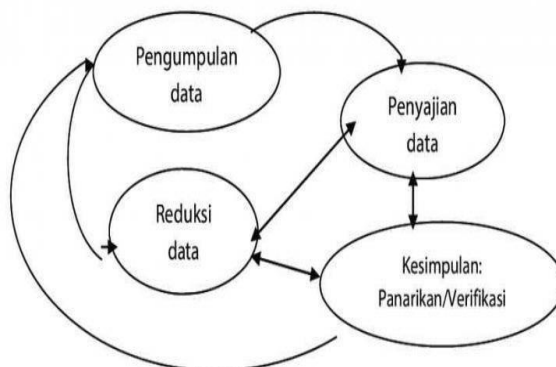 Pengumpulan
data
Penyajian
data
Reduksi
data
Kesimpulan:
Panarikan/Verifikasi